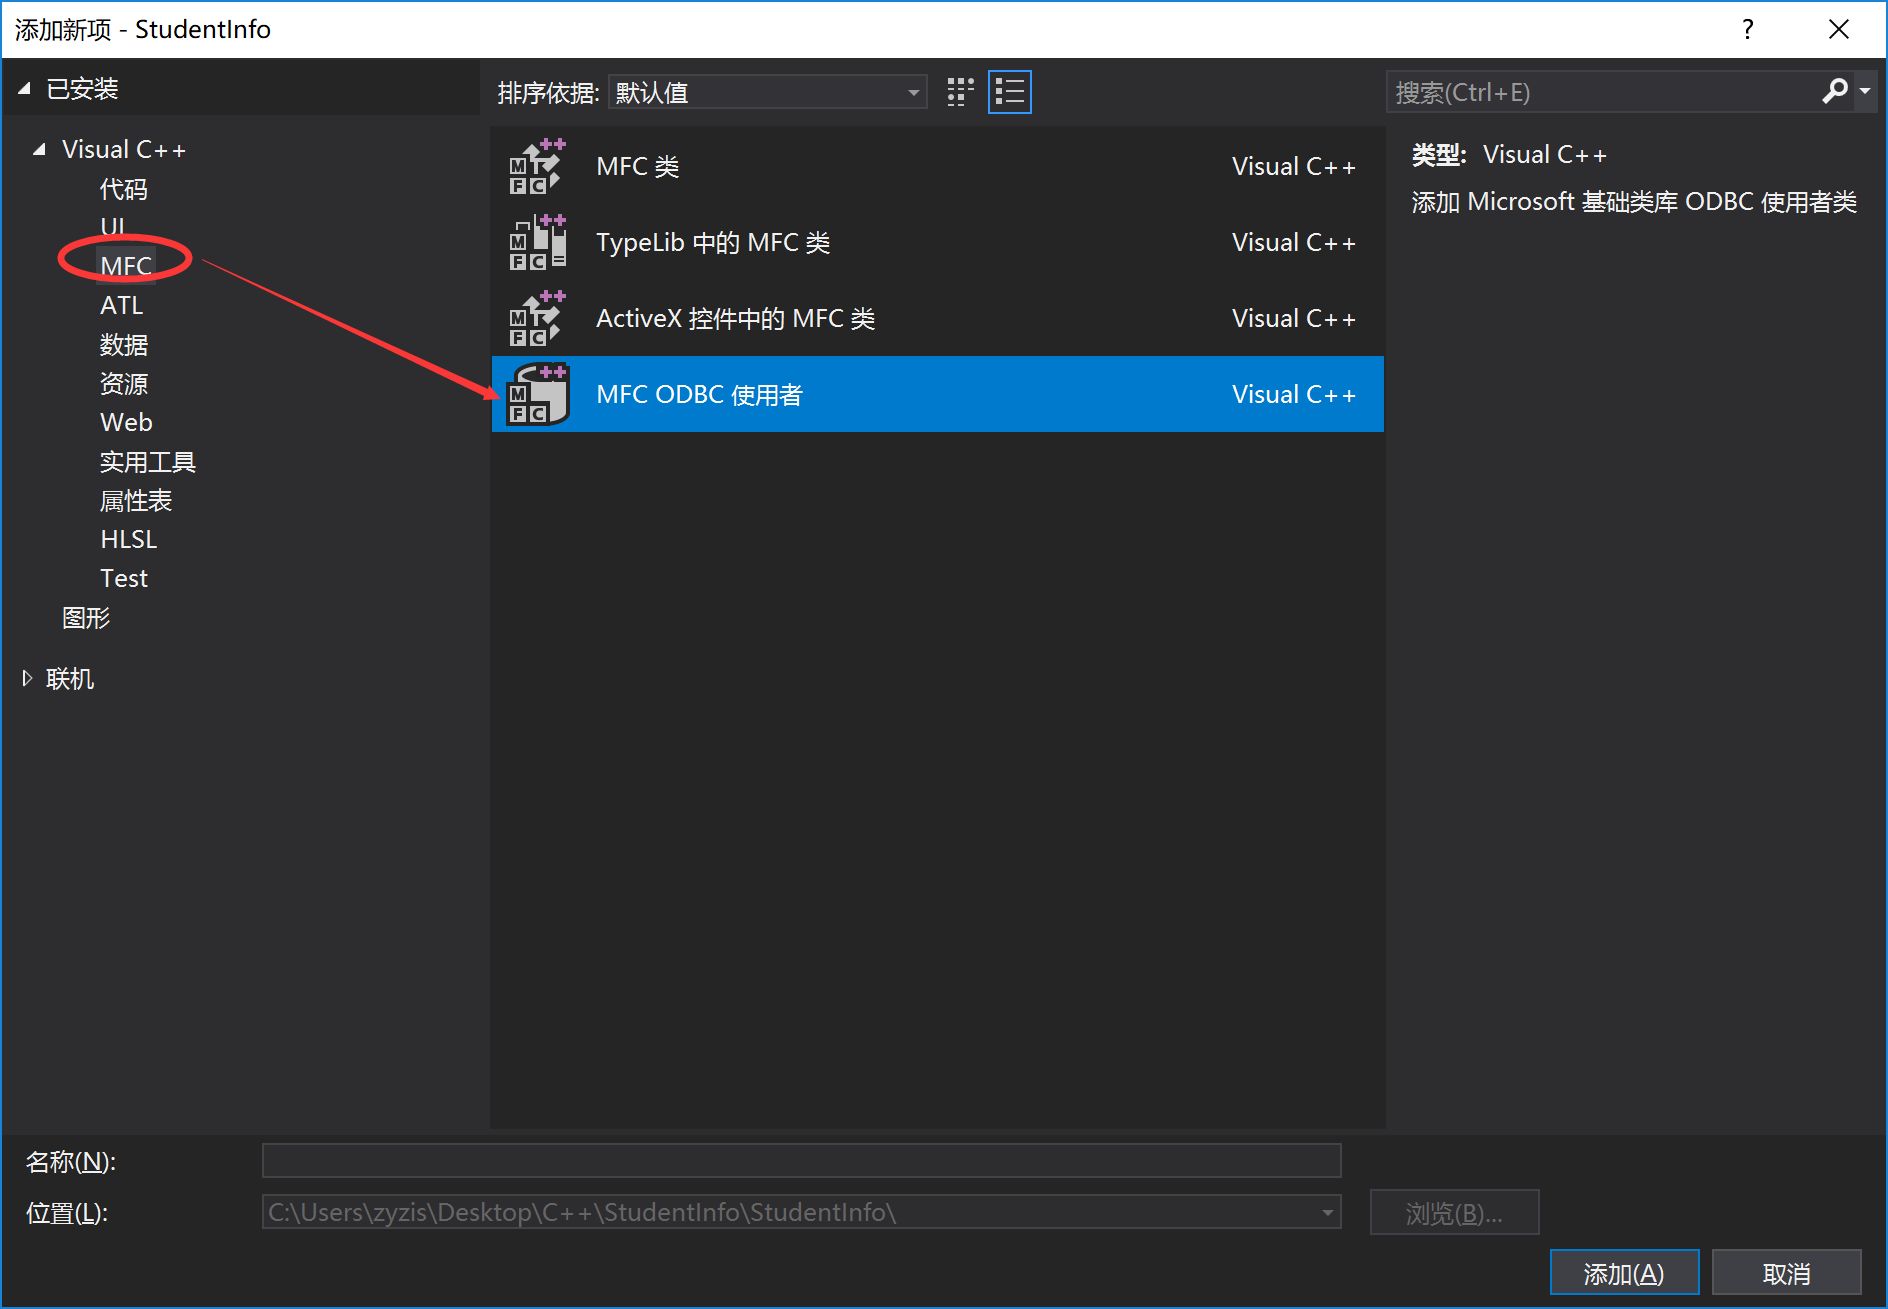 添加新项 - StudentInfo
?
已安装
排序依据: 默认值
搜索(Ctrl+E)
Visual C++
代码
UI
MFC
ATL
数据
资源
Web
实用工具
属性表
HLSL
Test
图形
联机
MFC 类 Visual C++
TypeLib 中的 MFC 类 Visual C++
ActiveX 控件中的 MFC 类 Visual C++
MFC ODBC 使用者 Visual C++
类型: Visual C++
添加 Microsoft 基础类库 ODBC 使用者类
名称(N):
位置(L): C:\Users\zyzis\Desktop\C++\StudentInfo\StudentInfo\
浏览(B)...
添加(A) 取消